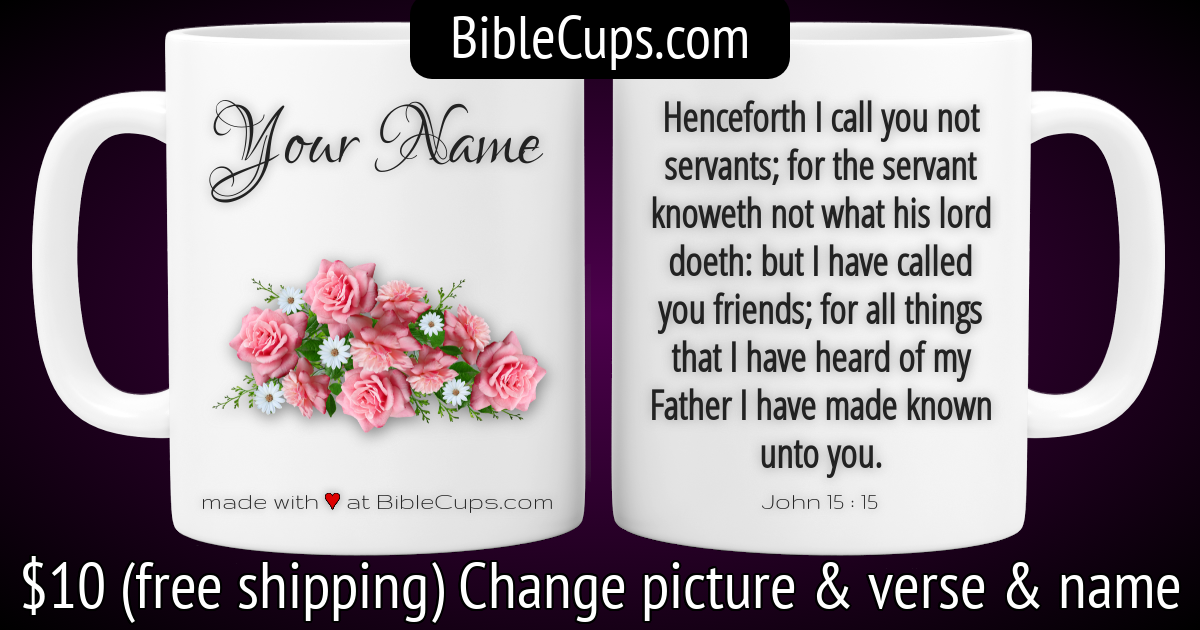 BibleCups.com
Your Name
made with ♥ at BibleCups.com
Henceforth I call you not
servants; for the servant
knoweth not what his lord
doeth: but I have called
you friends; for all things
that I have heard of my
Father I have made known
unto you.
John 15 : 15
$10 (free shipping) Change picture & verse & name